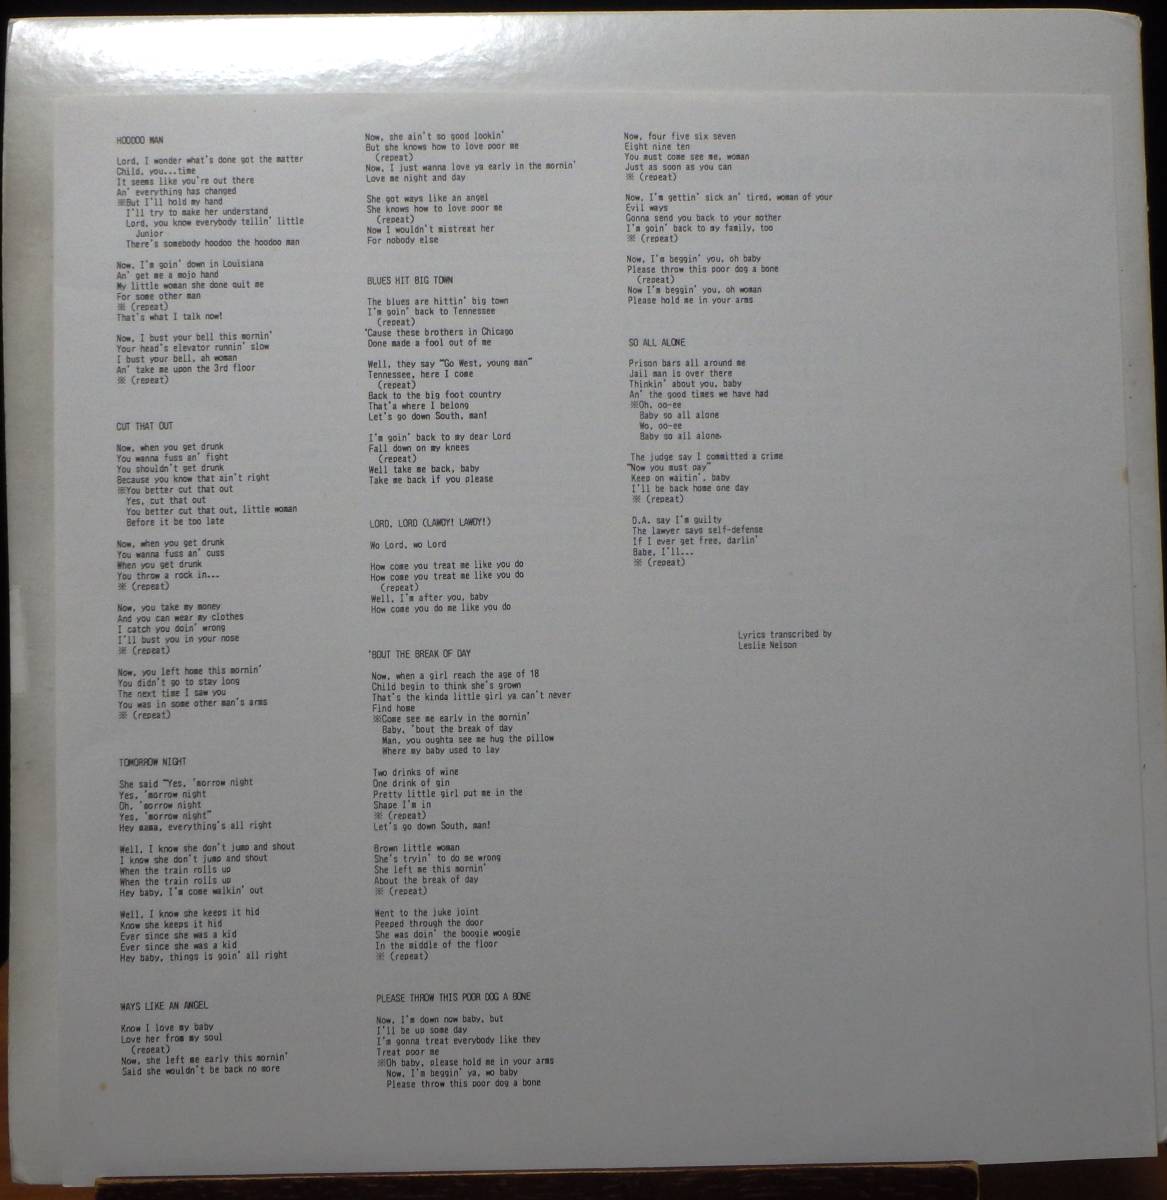 HOODOO MAN
Lord, I wonder what's done got the matter
Child, you...time
It seems like you're out there
An' everything has changed
※But I'll hold my hand
I'll try to make her understand
Lord, you know everybody tellin' little
Junior
There's somebody hoodoo the hoodoo man
Now, I'm goin' down in Louisiana
An' get me a mojo hand
My little woman she done quit me
For some other man
※ (repeat)
That's what I talk now!
Now, I bust your bell this mornin'
Your head's elevator runnin' slow
I bust your bell, ah woman
An' take me upon the 3rd floor
※ (repeat)
CUT THAT OUT
Now, when you get drunk
You wanna fuss an' fight
You shouldn't get drunk
Because you know that ain't right
※You better cut that out
Yes, cut that out
You better cut that out, little woman
Before it be too late
Now, when you get drunk
You wanna fuss an' cuss
When you get drunk
You throw a rock in...
※ (repeat)
Now, you take my money
And you can wear my clothes
I catch you doin' wrong
I'll bust you in your nose
※ (repeat)
Now, you left home this mornin'
You didn't go to stay long
The next time I saw you
You was in some other man's arms
※ (repeat)
TOMORROW NIGHT
She said "Yes, 'morrow night
Yes, 'morrow night
Oh, 'morrow night
Yes, 'morrow night"
Hey mama, everything's all right
Well, I know she don't jump and shout
I know she don't jump and shout
When the train rolls up
When the train rolls up
Hey baby, I'm come walkin' out
Well, I know she keeps it hid
Know she keeps it hid
Ever since she was a kid
Ever since she was a kid
Hey baby, things is goin' all right
WAYS LIKE AN ANGEL
Know I love my baby
Love her from my soul
(repeat)
Now, she left me early this mornin'
Said she wouldn't be back no more
Now, she ain't so good lookin'
But she knows how to love poor me
(repeat)
Now, I just wanna love ya early in the mornin'
Love me night and day
She got ways like an angel
She knows how to love poor me
(repeat)
Now I wouldn't mistreat her
For nobody else
BLUES HIT BIG TOWN
The blues are hittin' big town
I'm goin' back to Tennessee
(repeat)
'Cause these brothers in Chicago
Done made a fool out of me
Well, they say "Go West, young man"
Tennessee, here I come
(repeat)
Back to the big foot country
That'a where I belong
Let's go down South, man!
I'm goin' back to my dear Lord
Fall down on my knees
(repeat)
Well take me back, baby
Take me back if you please
LORD, LORD (LAWDY! LAWDY!)
Wo Lord, wo Lord
How come you treat me like you do
How come you treat me like you do
(repeat)
Well, I'm after you, baby
How come you do me like you do
'BOUT THE BREAK OF DAY
Now, when a girl reach the age of 18
Child begin to think she's grown
That's the kinda little girl ya can't never
Find home
※Come see me early in the mornin'
Baby, 'bout the break of day
Man, you oughta see me hug the pillow
Where my baby used to lay
Two drinks of wine
One drink of gin
Pretty little girl put me in the
Shape I'm in
※ (repeat)
Let's go down South, man!
Brown little woman
She's tryin' to do me wrong
She left me this mornin'
About the break of day
※ (repeat)
Went to the juke joint
Peeped through the door
She was doin' the boogie woogie
In the middle of the floor
※ (repeat)
PLEASE THROW THIS POOR DOG A BONE
Now, I'm down now baby, but
I'll be up some day
I'm gonna treat everybody like they
Treat poor me
※Oh baby, please hold me in your arms
Now, I'm beggin' ya, wo baby
Please throw this poor dog a bone
Now, four five six seven
Eight nine ten
You must come see me, woman
Just as soon as you can
※ (repeat)
Now, I'm gettin' sick an' tired, woman of your
Evil ways
Gonna send you back to your mother
I'm goin' back to my family, too
※ (repeat)
Now, I'm beggin' you, oh baby
Please throw this poor dog a bone
(repeat)
Now I'm beggin' you, oh woman
Please hold me in your arms
SO ALL ALONE
Prison bars all around me
Jail man is over there
Thinkin' about you, baby
An' the good times we have had
※Oh, oo-ee
Baby so all alone
Wo, oo-ee
Baby so all alone.
The judge say I committed a crime
"Now you must pay"
Keep on waitin', baby
I'll be back home one day
※ (repeat)
D.A. say I'm guilty
The lawyer says self-defense
If I ever get free, darlin'
Babe, I'll...
※ (repeat)
Lyrics transcribed by
Leslie Nelson